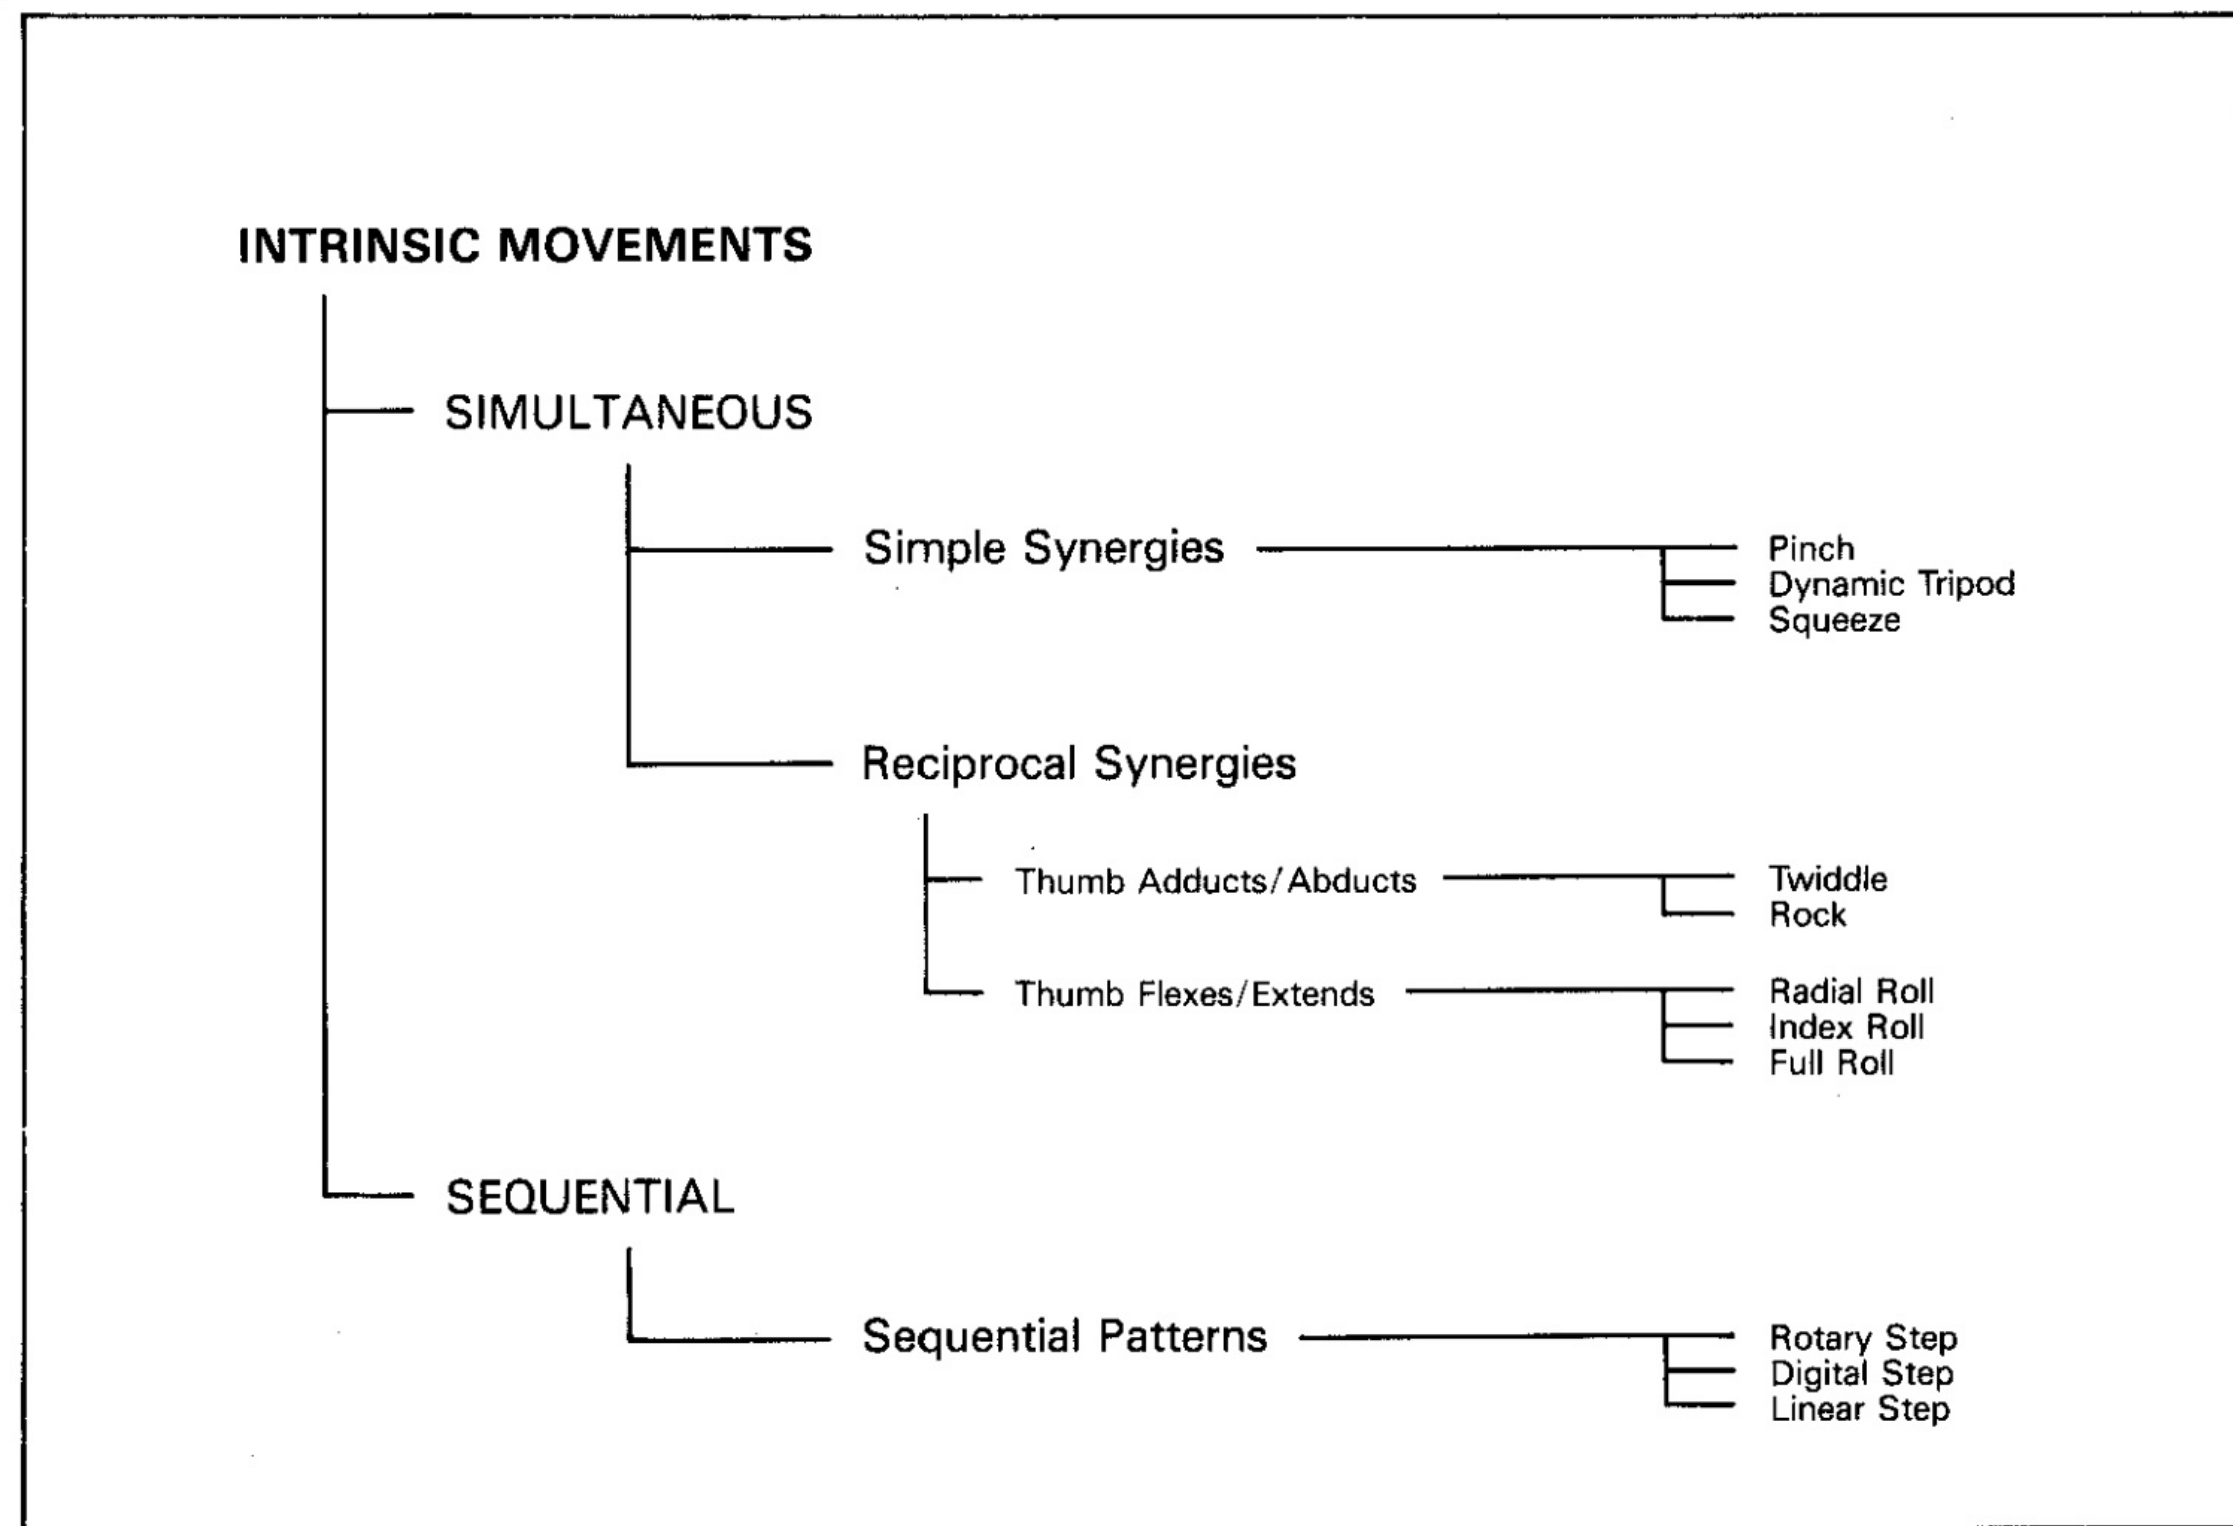 INTRINSIC MOVEMENTS
SIMULTANEOUS
Simple Synergies
Pinch
Dynamic Tripod
Squeeze
Reciprocal Synergies
Thumb Adducts/Abducts
Twiddle
Rock
Thumb Flexes/Extends
Radial Roll
Index Roll
Full Roll
SEQUENTIAL
Sequential Patterns
Rotary Step
Digital Step
Linear Step